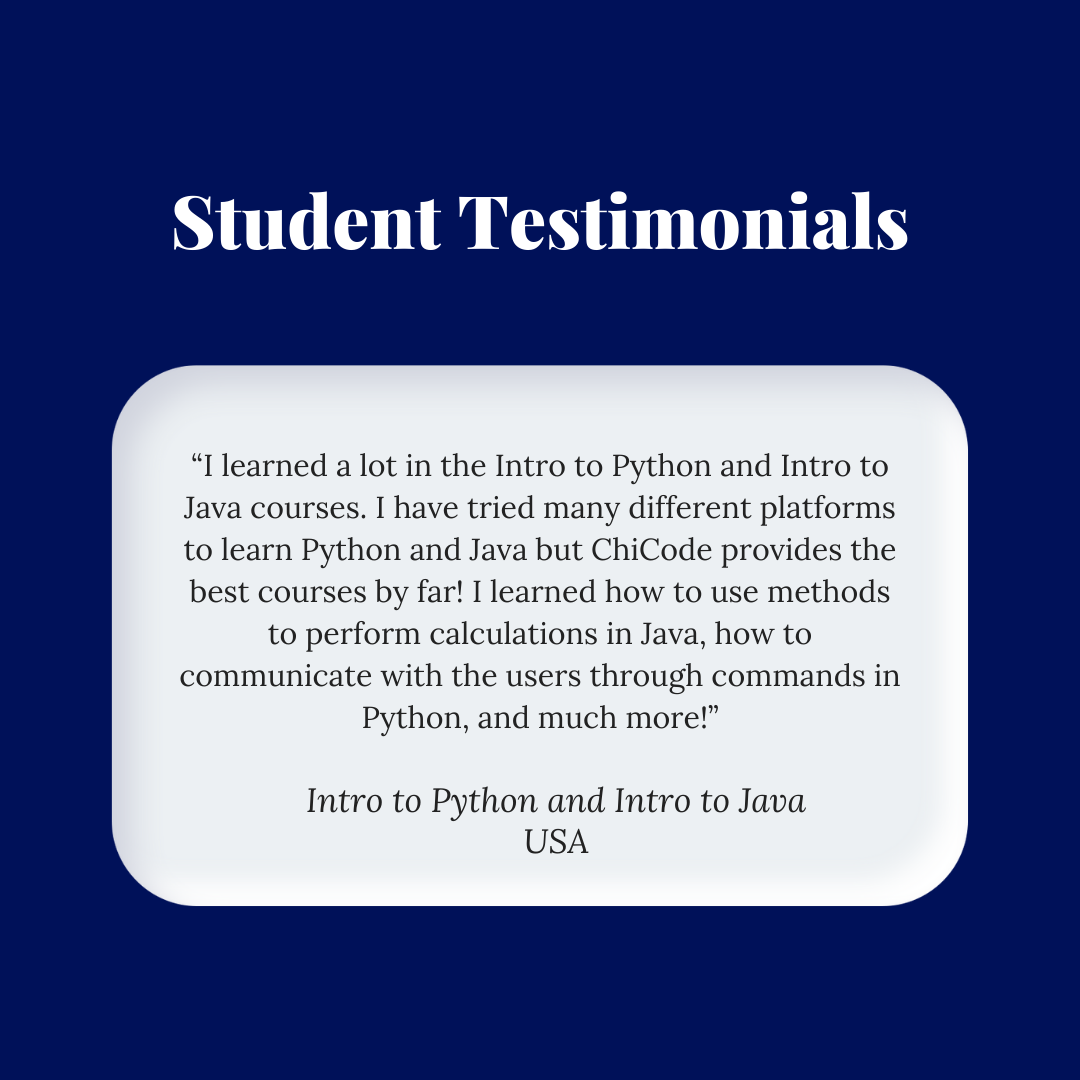 Student Testimonials
“I learned a lot in the Intro to Python and Intro to
Java courses. I have tried many different platforms
to learn Python and Java but ChiCode provides the
best courses by far! I learned how to use methods
to perform calculations in Java, how to
communicate with the users through commands in
Python, and much more!”
Intro to Python and Intro to Java
USA